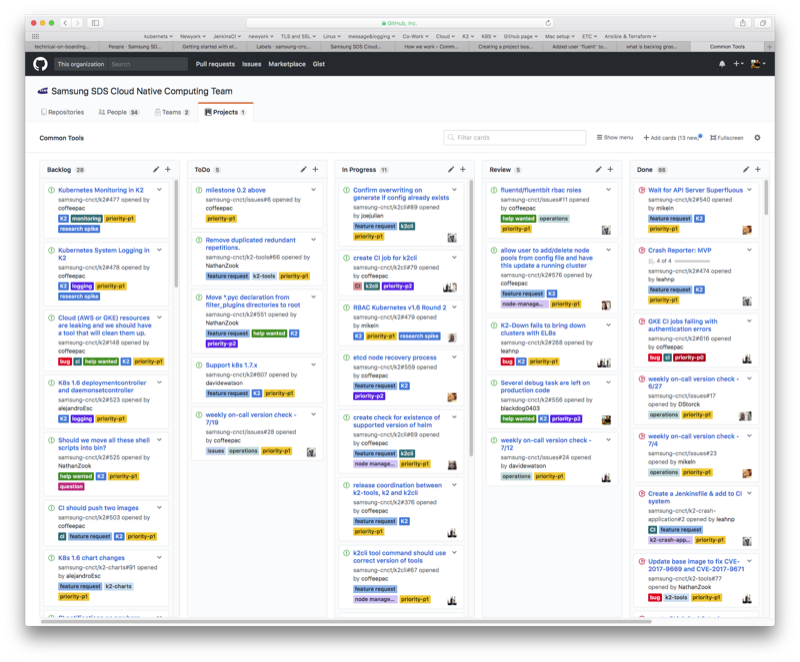 GitHub, Inc.
kubernets Newyork JenkinsCI newyork TLS and SSL Linux message&logging Co-Work Cloud K2 K8S Github page Mac setup ETC Ansible & Terraform
technical-on-boarding... People · Samsung SD... Getting started with et... Labels · samsung-cnc... Samsung SDS Cloud... How we work - Comm... Creating a project boa... Added user 'fluent' to... what is backlog groo... Common Tools
This organization Search Pull requests Issues Marketplace Gist
Samsung SDS Cloud Native Computing Team
Repositories People 34 Teams 2 Projects 1
Common Tools Filter cards Show menu Add cards (13 new) Fullscreen
Backlog 28
Kubernetes Monitoring in K2
samsung-cnct/k2#477 opened by
coffeepac
K2 monitoring priority-p1
research spike
Kubernetes System Logging in
K2
samsung-cnct/k2#478 opened by
coffeepac
K2 logging priority-p1
research spike
Cloud (AWS or GKE) resources
are leaking and we should have
a tool that will clean them up.
samsung-cnct/k2#148 opened by
coffeepac
bug ci help wanted K2 priority-p1
K8s 1.6 deploymentcontroller
and daemonsetcontroller
samsung-cnct/k2#523 opened by
alejandroEsc
K2 logging priority-p1
Should we move all these shell
scripts into bin?
samsung-cnct/k2#525 opened by
NathanZook
help wanted K2 priority-p1
question
CI should push two images
samsung-cnct/k2#503 opened by
coffeepac
ci feature request K2 priority-p1
K8s 1.6 chart changes
samsung-cnct/k2-charts#91 opened
by alejandroEsc
feature request k2-charts
priority-p1
ToDo 5
milestone 0.2 above
samsung-cnct/issues#8 opened by
coffeepac
priority-p1
Remove duplicated redundant
repetitions.
samsung-cnct/k2-tools#66 opened by
NathanZook
feature request k2-tools priority-p1
Move *.pyc declaration from
filter_plugins directories to root
samsung-cnct/k2#551 opened by
NathanZook
feature request help wanted K2
priority-p2
Support k8s 1.7.x
samsung-cnct/k2#607 opened by
davidewatson
feature request K2 priority-p1
weekly on-call version check -
7/19
samsung-cnct/issues#28 opened by
coffeepac
issues operations priority-p1
In Progress 11
Confirm overwriting on
generate if config already exists
samsung-cnct/k2cli#89 opened
by joejulian
feature request k2cli
priority-p1
create CI job for k2cli
samsung-cnct/k2cli#79 opened
by coffeepac
CI k2cli priority-p2
RBAC Kubernetes v1.6 Round 2
samsung-cnct/k2#479 opened by
mikeln
K2 priority-p1 research spike
etcd node recovery process
samsung-cnct/k2#559 opened by
coffeepac
feature request K2
priority-p2
create check for existence of
supported version of helm
samsung-cnct/k2cli#69 opened
by coffeepac
feature request k2cli
node manage... priority-p1
release coordination between
k2-tools, k2 and k2cli
samsung-cnct/k2#376 opened by
coffeepac
feature request K2
priority-p1
k2cli tool command should use
correct version of tools
samsung-cnct/k2cli#67 opened
by coffeepac
feature request
node manage... priority-p1
Review 5
fluentd/fluentbit rbac roles
samsung-cnct/issues#11 opened by
coffeepac
help wanted operations
priority-p1
allow user to add/delete node
pools from config file and have
this update a running cluster
samsung-cnct/k2#576 opened by
coffeepac
feature request K2
node-manage... priority-p1
K2-Down fails to bring down
clusters with ELBs
samsung-cnct/k2#268 opened by
leahnp
bug K2 priority-p1
Several debug task are left on
production code
samsung-cnct/k2#556 opened by
blackdog0403
help wanted K2 priority-p2
weekly on-call version check -
7/12
samsung-cnct/issues#24 opened by
davidewatson
operations priority-p1
Done 86
Wait for API Server Superfluous
samsung-cnct/k2#540 opened
by mikeln
feature request K2
priority-p1
Crash Reporter: MVP
4 of 4
samsung-cnct/k2#474 opened
by leahnp
feature request K2
priority-p1
GKE CI jobs failing with
authentication errors
samsung-cnct/k2#616 opened
by coffeepac
bug ci priority-p0
weekly on-call version check -
6/27
samsung-cnct/issues#17
opened by DStorck
operations priority-p1
weekly on-call version check -
7/4
samsung-cnct/issues#23
opened by mikeln
operations priority-p1
Create a Jenkinsfile & add to CI
system
samsung-cnct/k2-crash-
application#2 opened by leahnp
CI feature request
k2-crash-app... priority-p1
Update base image to fix CVE-
2017-9669 and CVE-2017-9671
samsung-cnct/k2-tools#77
opened by NathanZook
bug k2-tools priority-p1